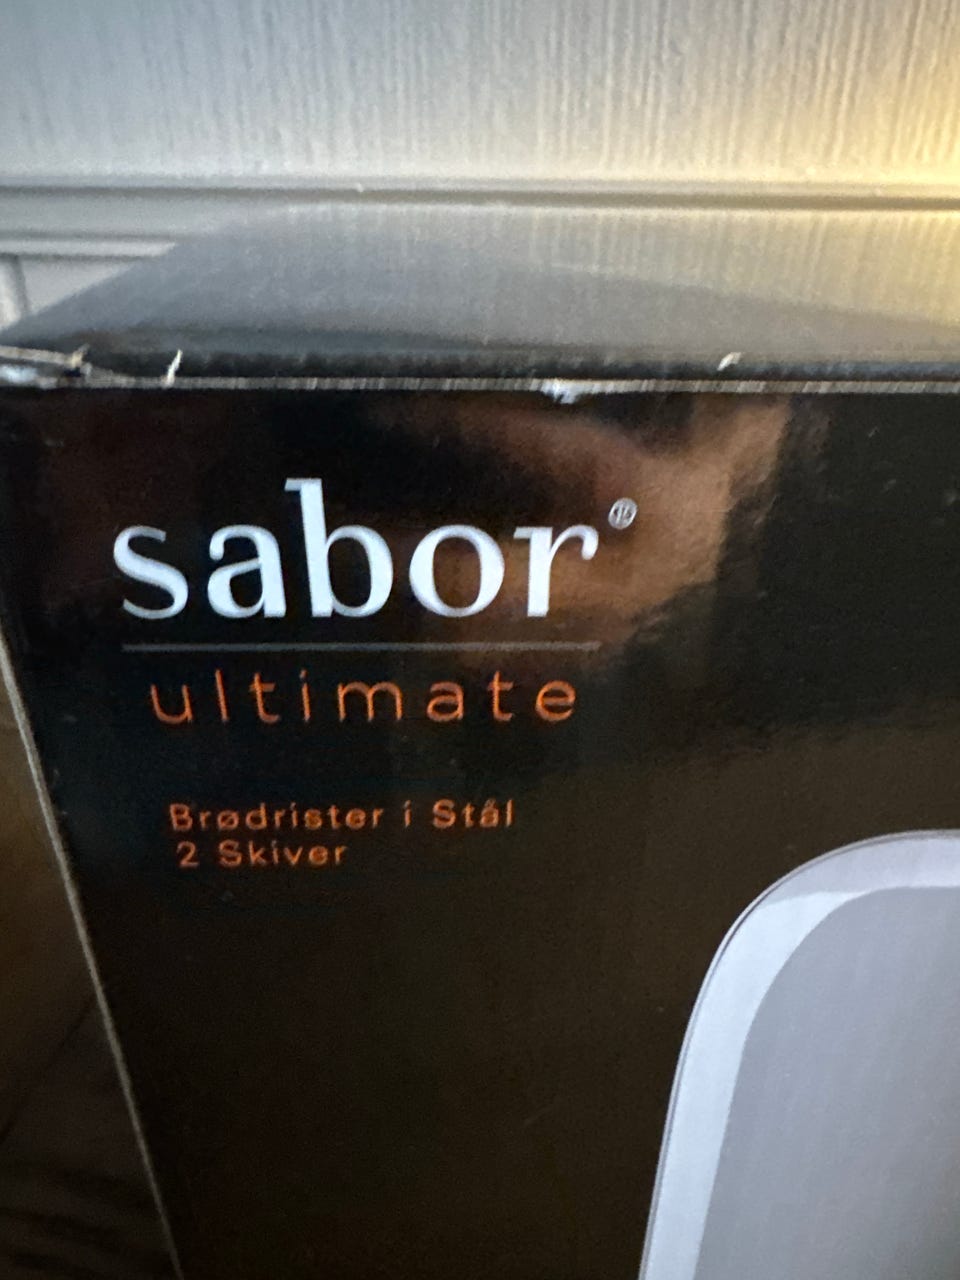 sabor®
ultimate
Brødrister i Stål
2 Skiver